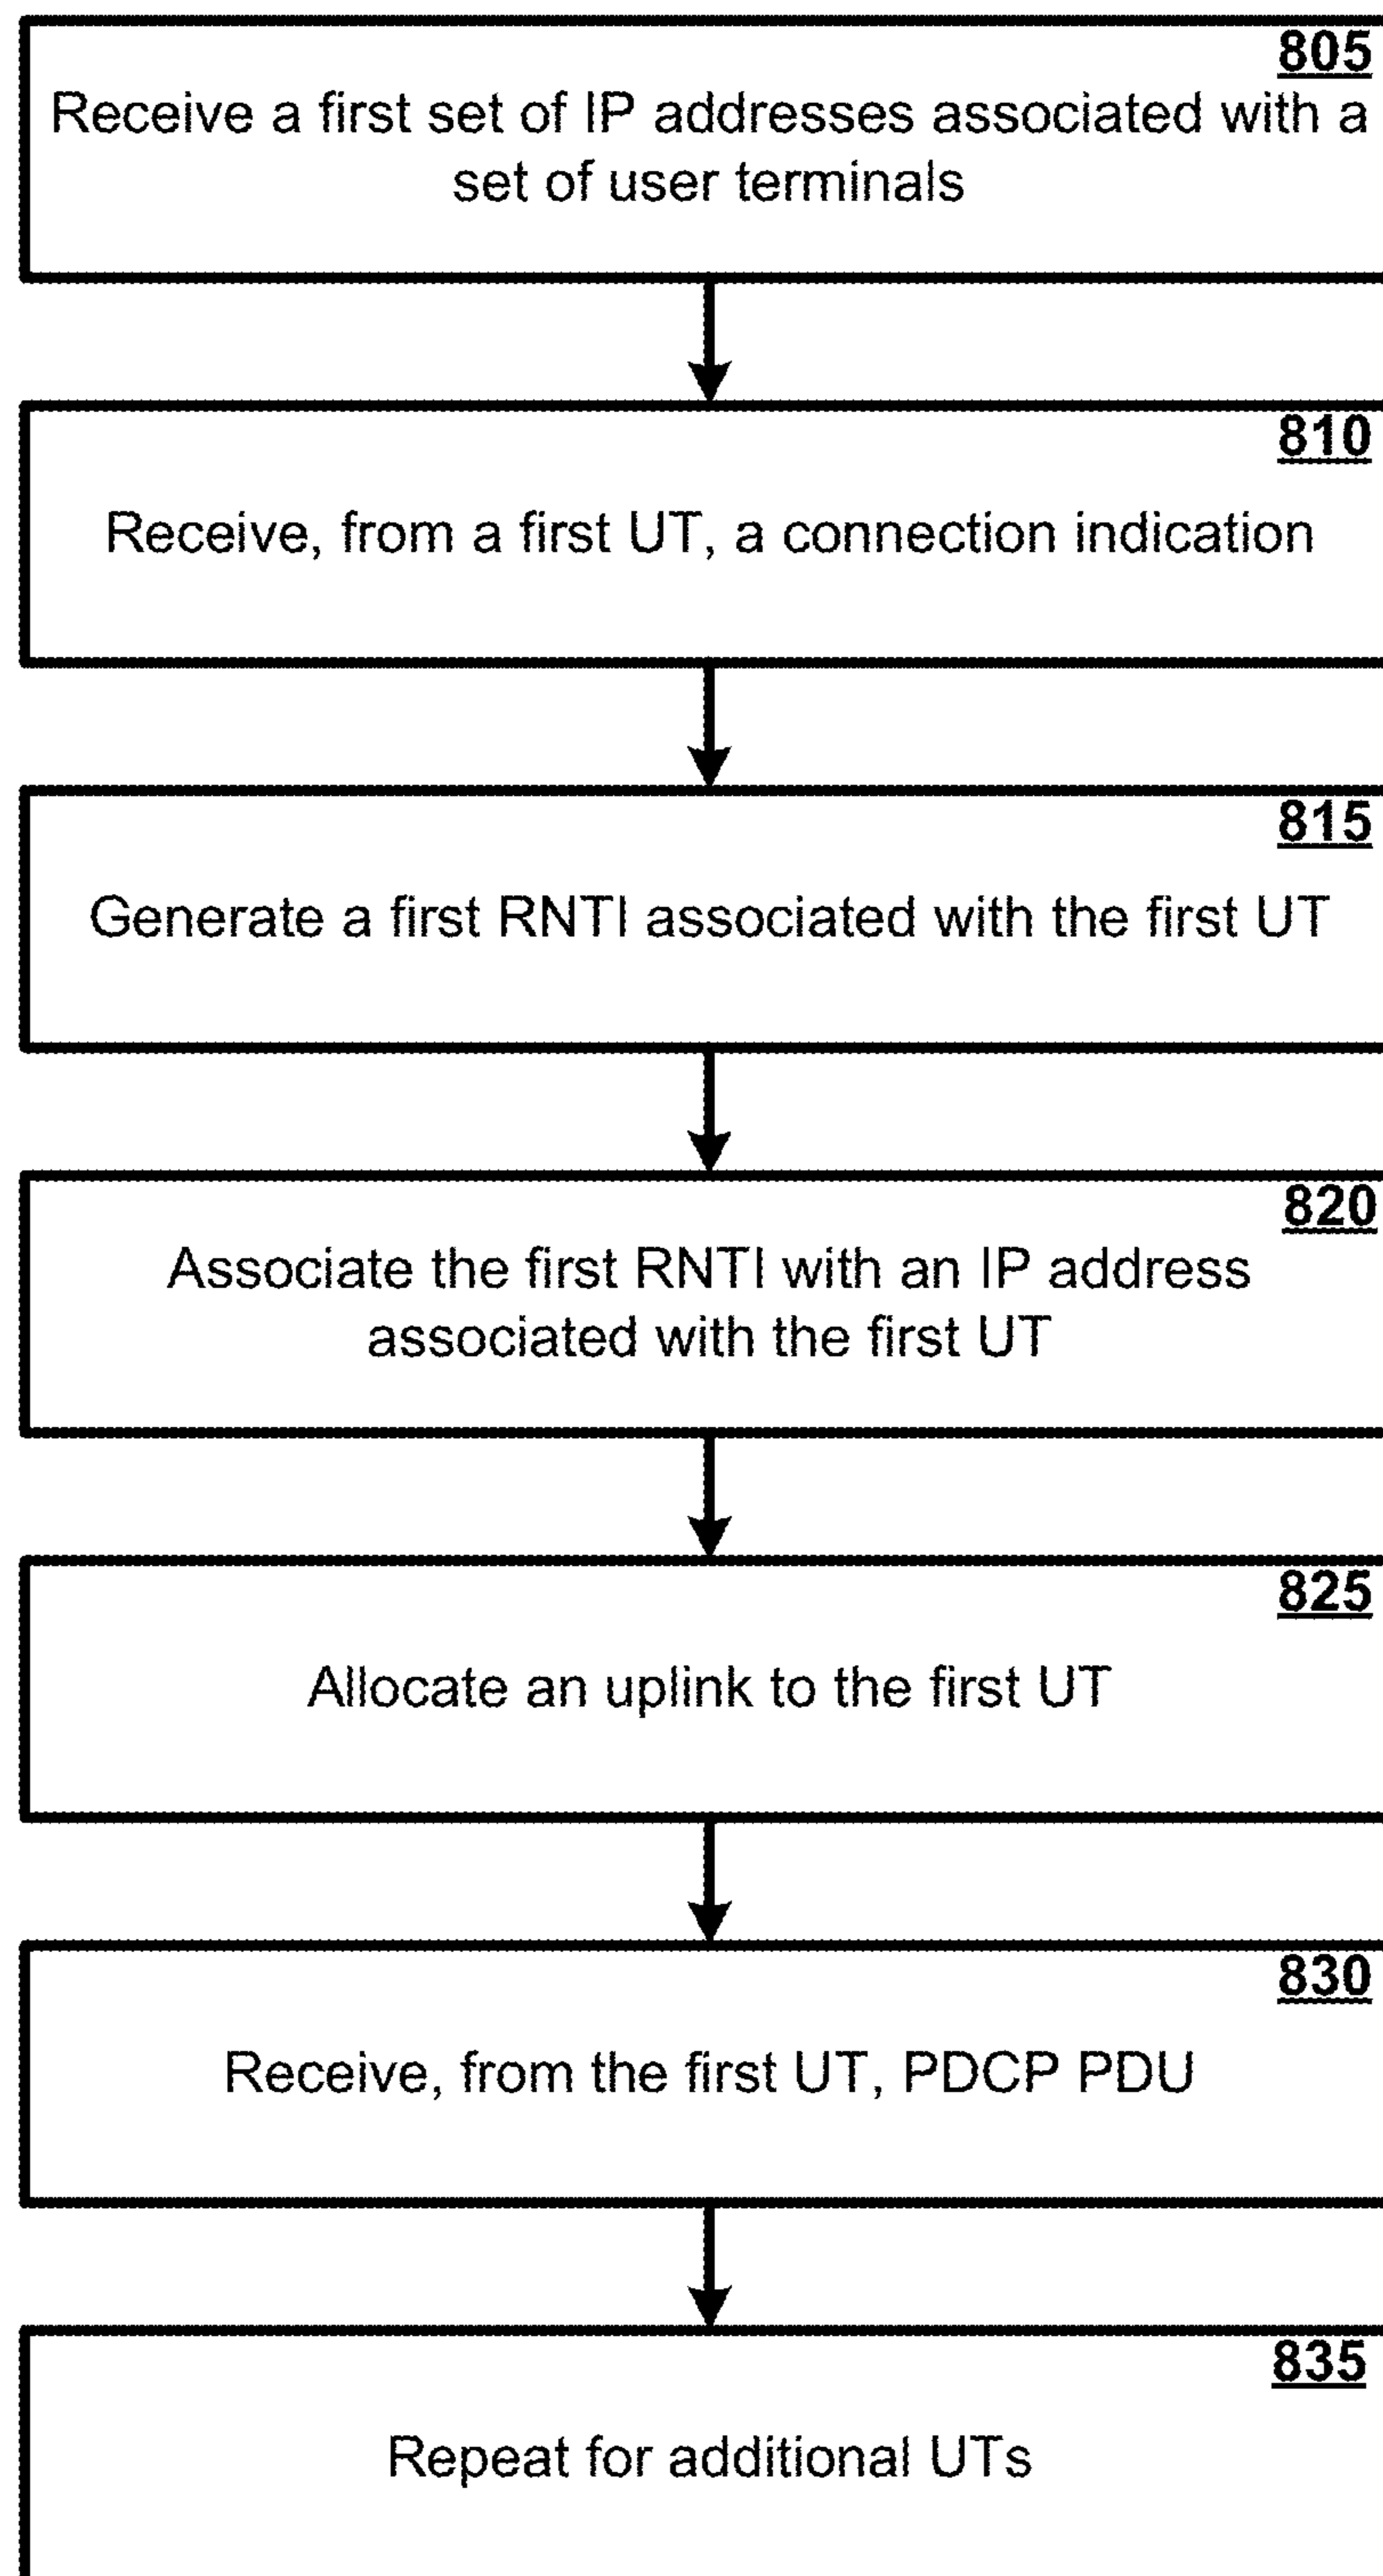 805
Receive a first set of IP addresses associated with a
set of user terminals
810
Receive, from a first UT, a connection indication
815
Generate a first RNTI associated with the first UT
820
Associate the first RNTI with an IP address
associated with the first UT
825
Allocate an uplink to the first UT
830
Receive, from the first UT, PDCP PDU
835
Repeat for additional UTs